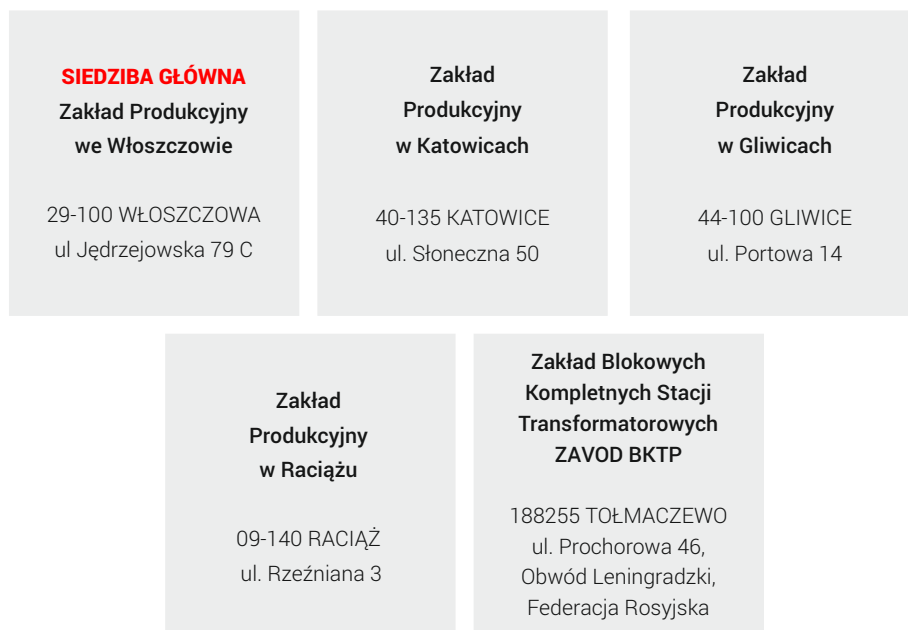 SIEDZIBA GŁÓWNA
Zakład Produkcyjny
we Włoszczowie
29-100 WŁOSZCZOWA
ul Jędrzejowska 79 C
Zakład
Produkcyjny
w Katowicach
40-135 KATOWICE
ul. Słoneczna 50
Zakład
Produkcyjny
w Gliwicach
44-100 GLIWICE
ul. Portowa 14
Zakład
Produkcyjny
w Raciążu
09-140 RACIĄŻ
ul. Rzeźniana 3
Zakład Blokowych
Kompletnych Stacji
Transformatorowych
ZAVOD BKTP
188255 TOŁMACZEWO
ul. Prochorowa 46,
Obwód Leningradzki,
Federacja Rosyjska